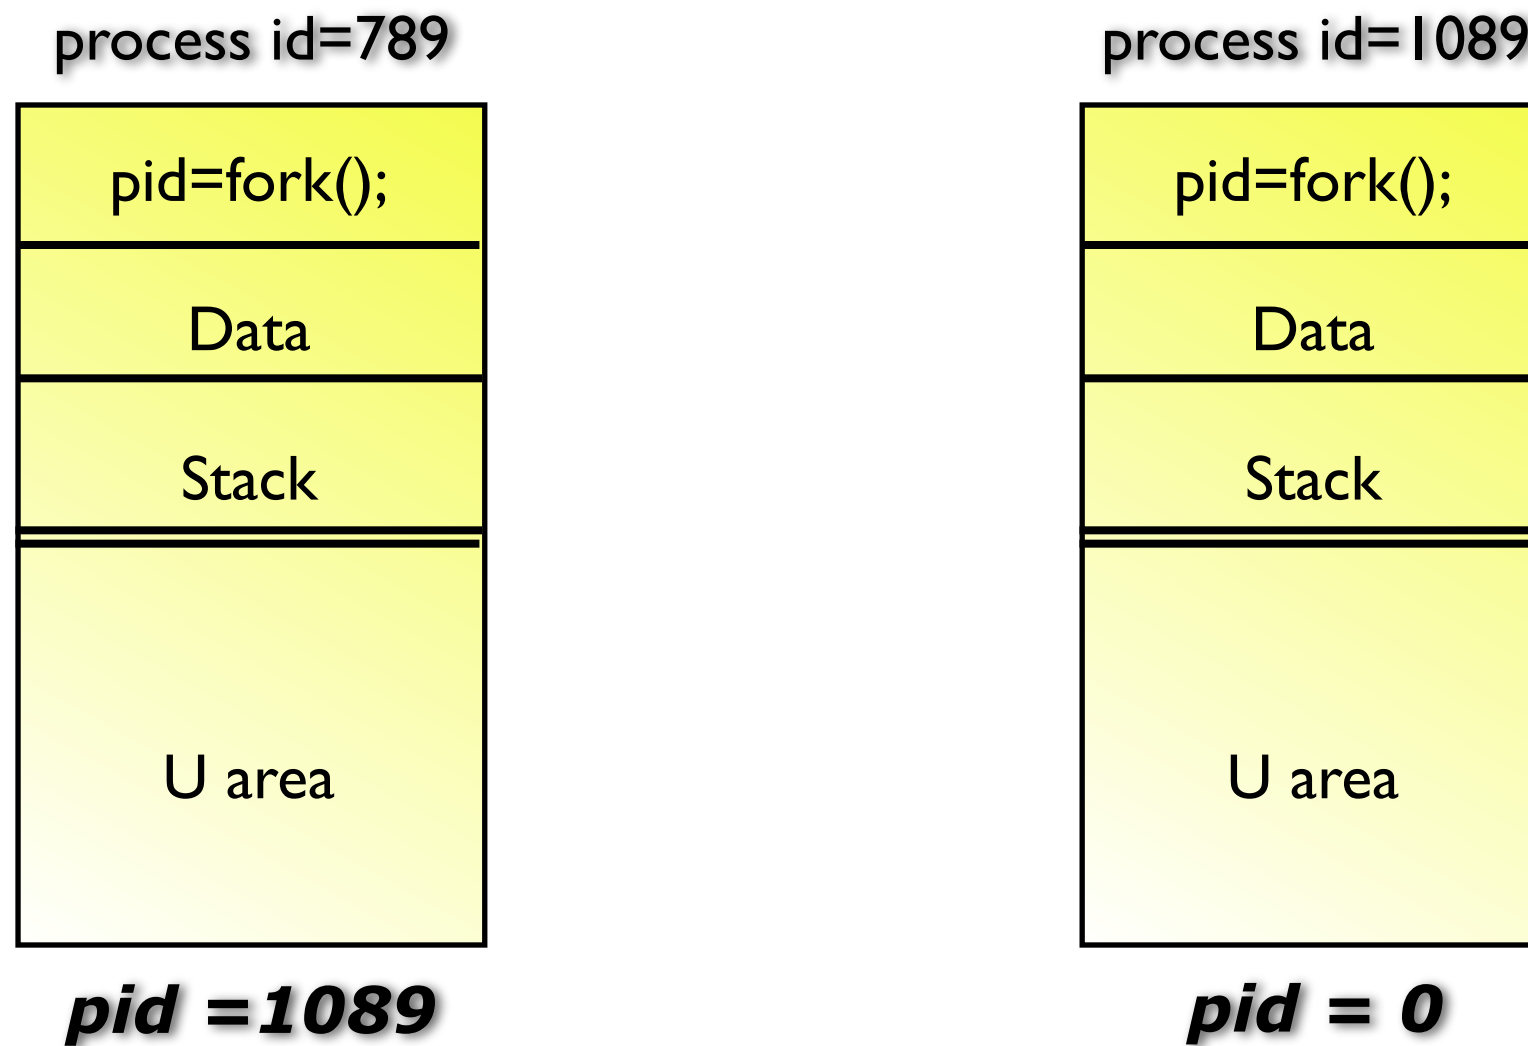 process id=789
pid=fork();
Data
Stack
U area
pid =1089
process id=1089
pid=fork();
Data
Stack
U area
pid = 0